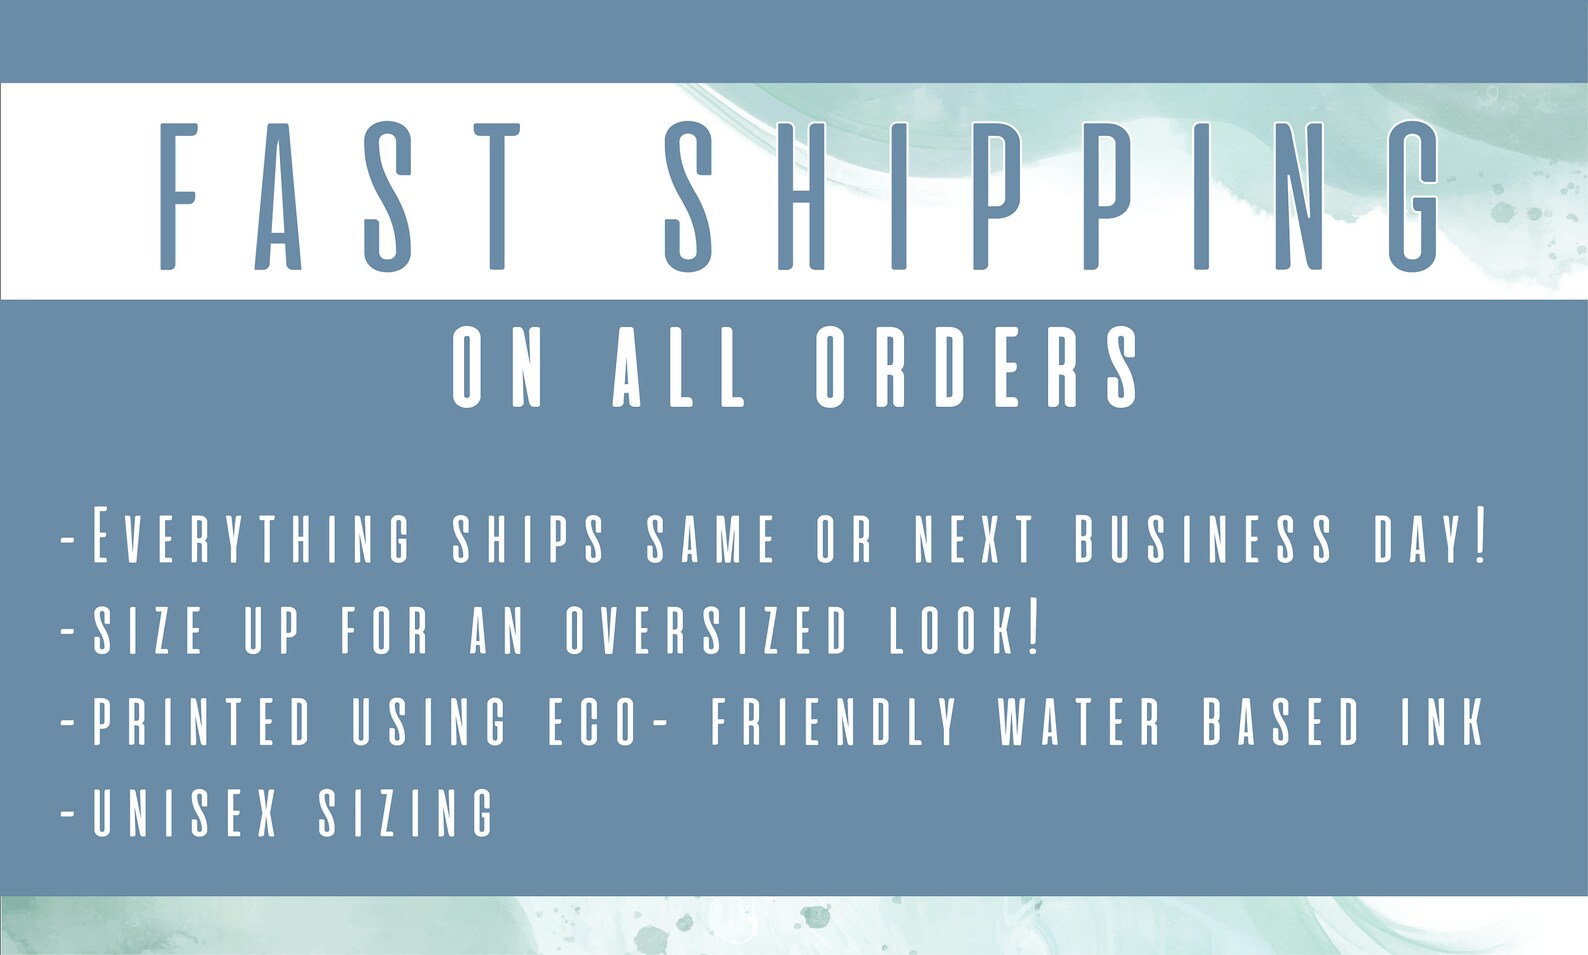 FAST SHIPPING
ON ALL ORDERS
-EVERYTHING SHIPS SAME OR NEXT BUSINESS DAY!
-SIZE UP FOR AN OVERSIZED LOOK!
-PRINTED USING ECO- FRIENDLY WATER BASED INK
-UNISEX SIZING